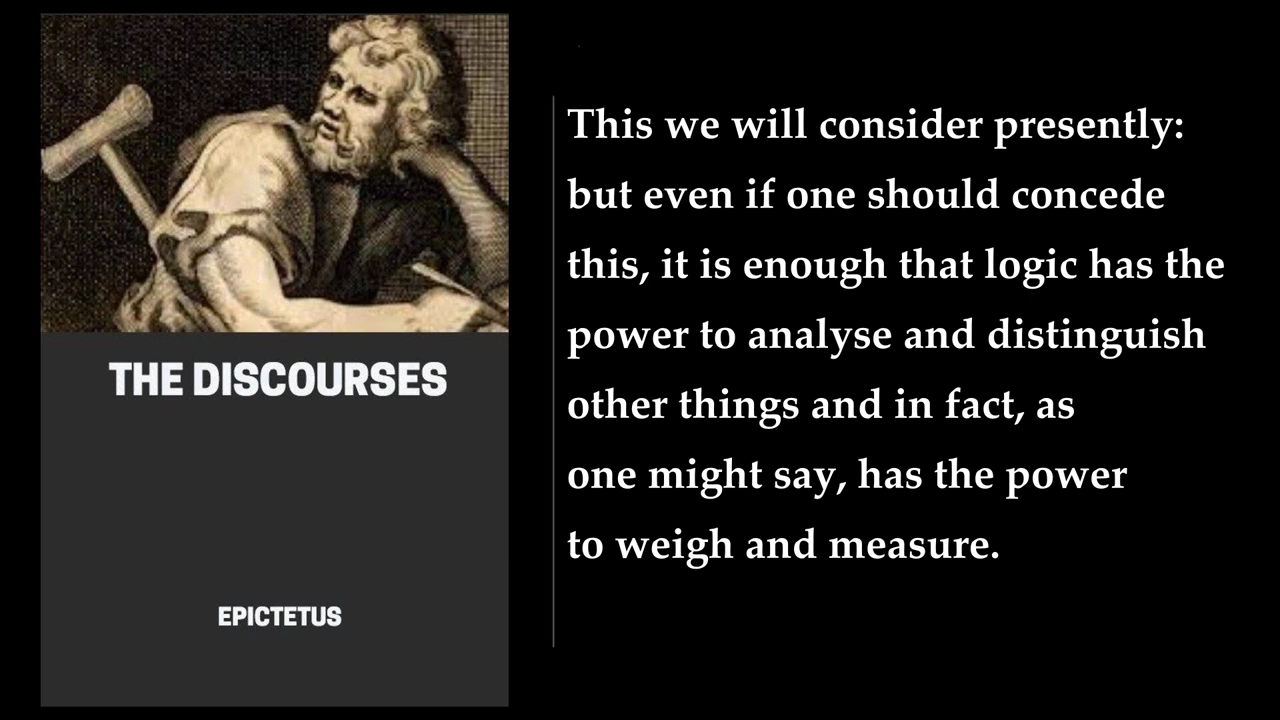 THE DISCOURSES
EPICTETUS
This we will consider presently:
but even if one should concede
this, it is enough that logic has the
power to analyse and distinguish
other things and in fact, as
one might say, has the power
to weigh and measure.